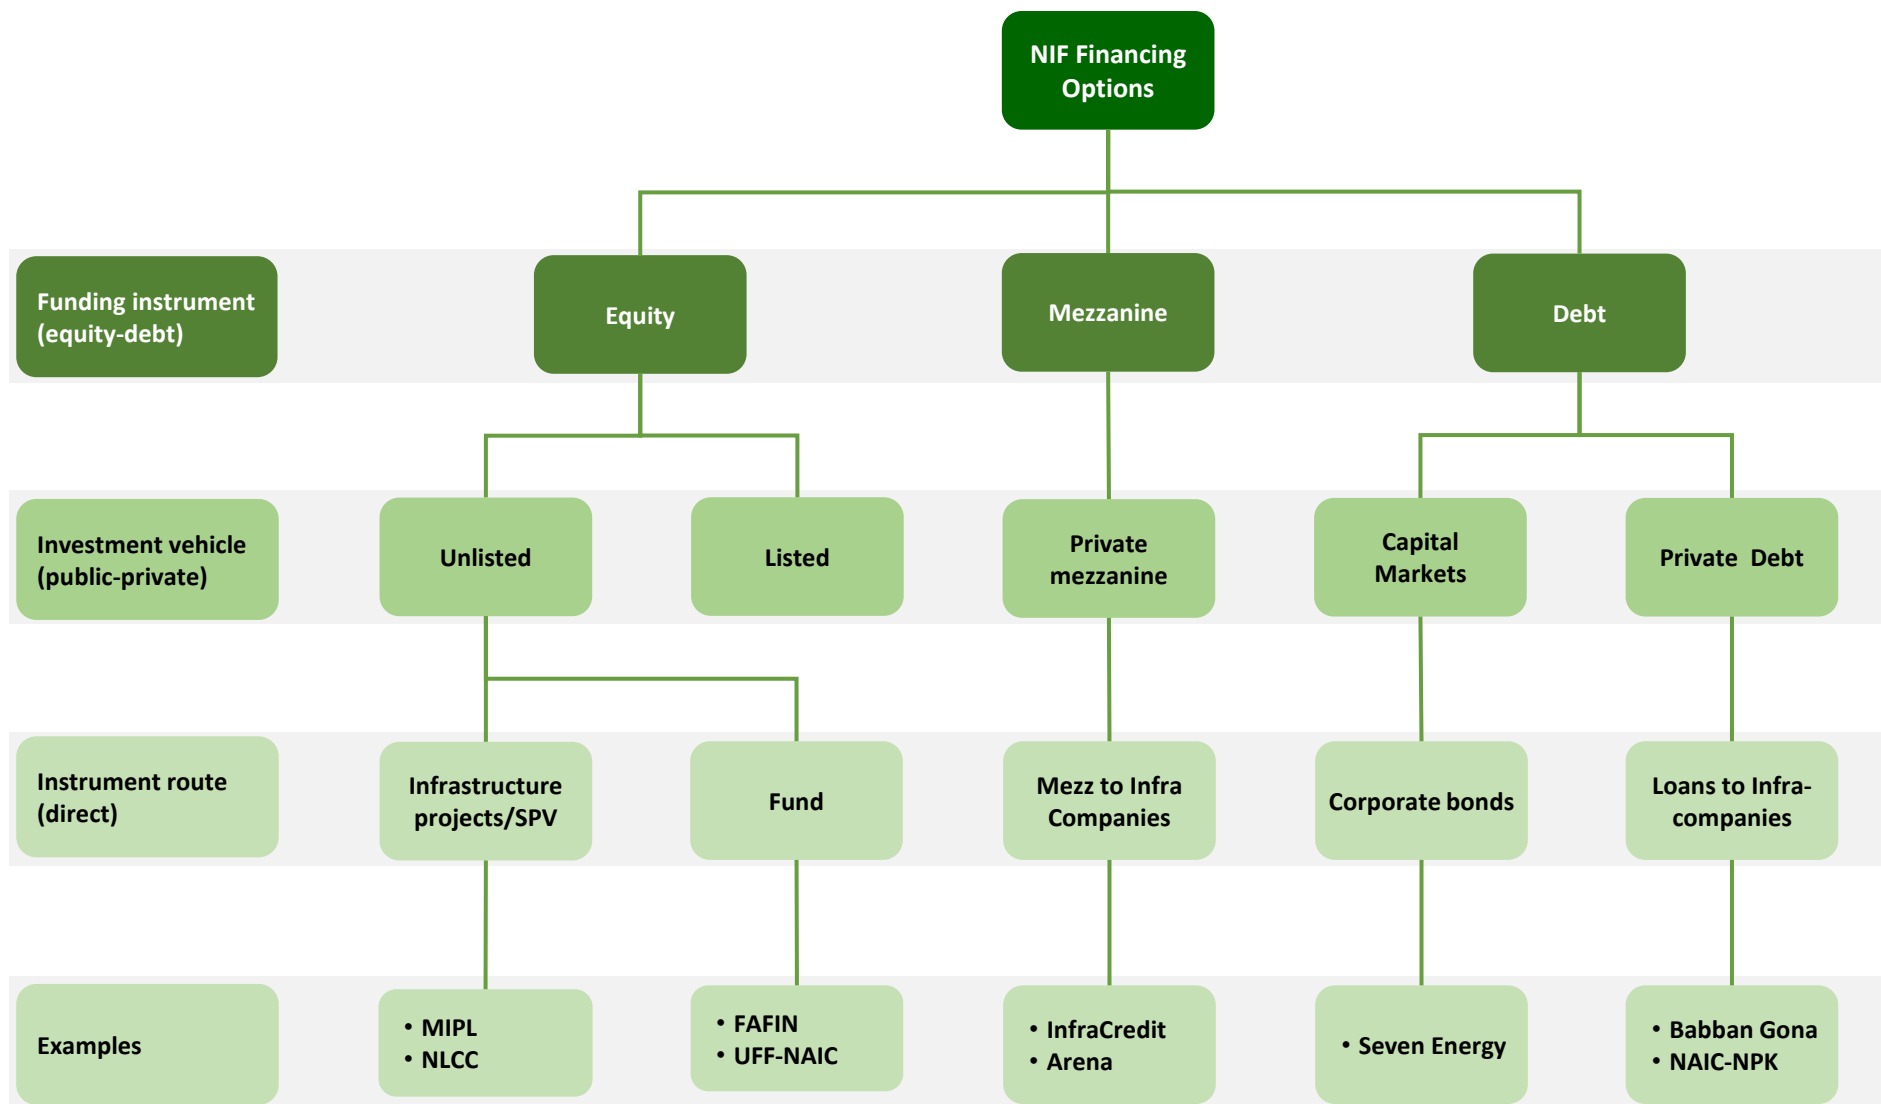 NIF Financing
Options
Funding instrument
(equity-debt)
Equity
Mezzanine
Debt
Investment vehicle
(public-private)
Unlisted
Listed
Private
mezzanine
Capital
Markets
Private  Debt
Instrument route
(direct)
Infrastructure
projects/SPV
Fund
Mezz to Infra
Companies
Corporate bonds
Loans to Infra-
companies
Examples
• MIPL
• NLCC
• FAFIN
• UFF-NAIC
• InfraCredit
• Arena
• Seven Energy
• Babban Gona
• NAIC-NPK